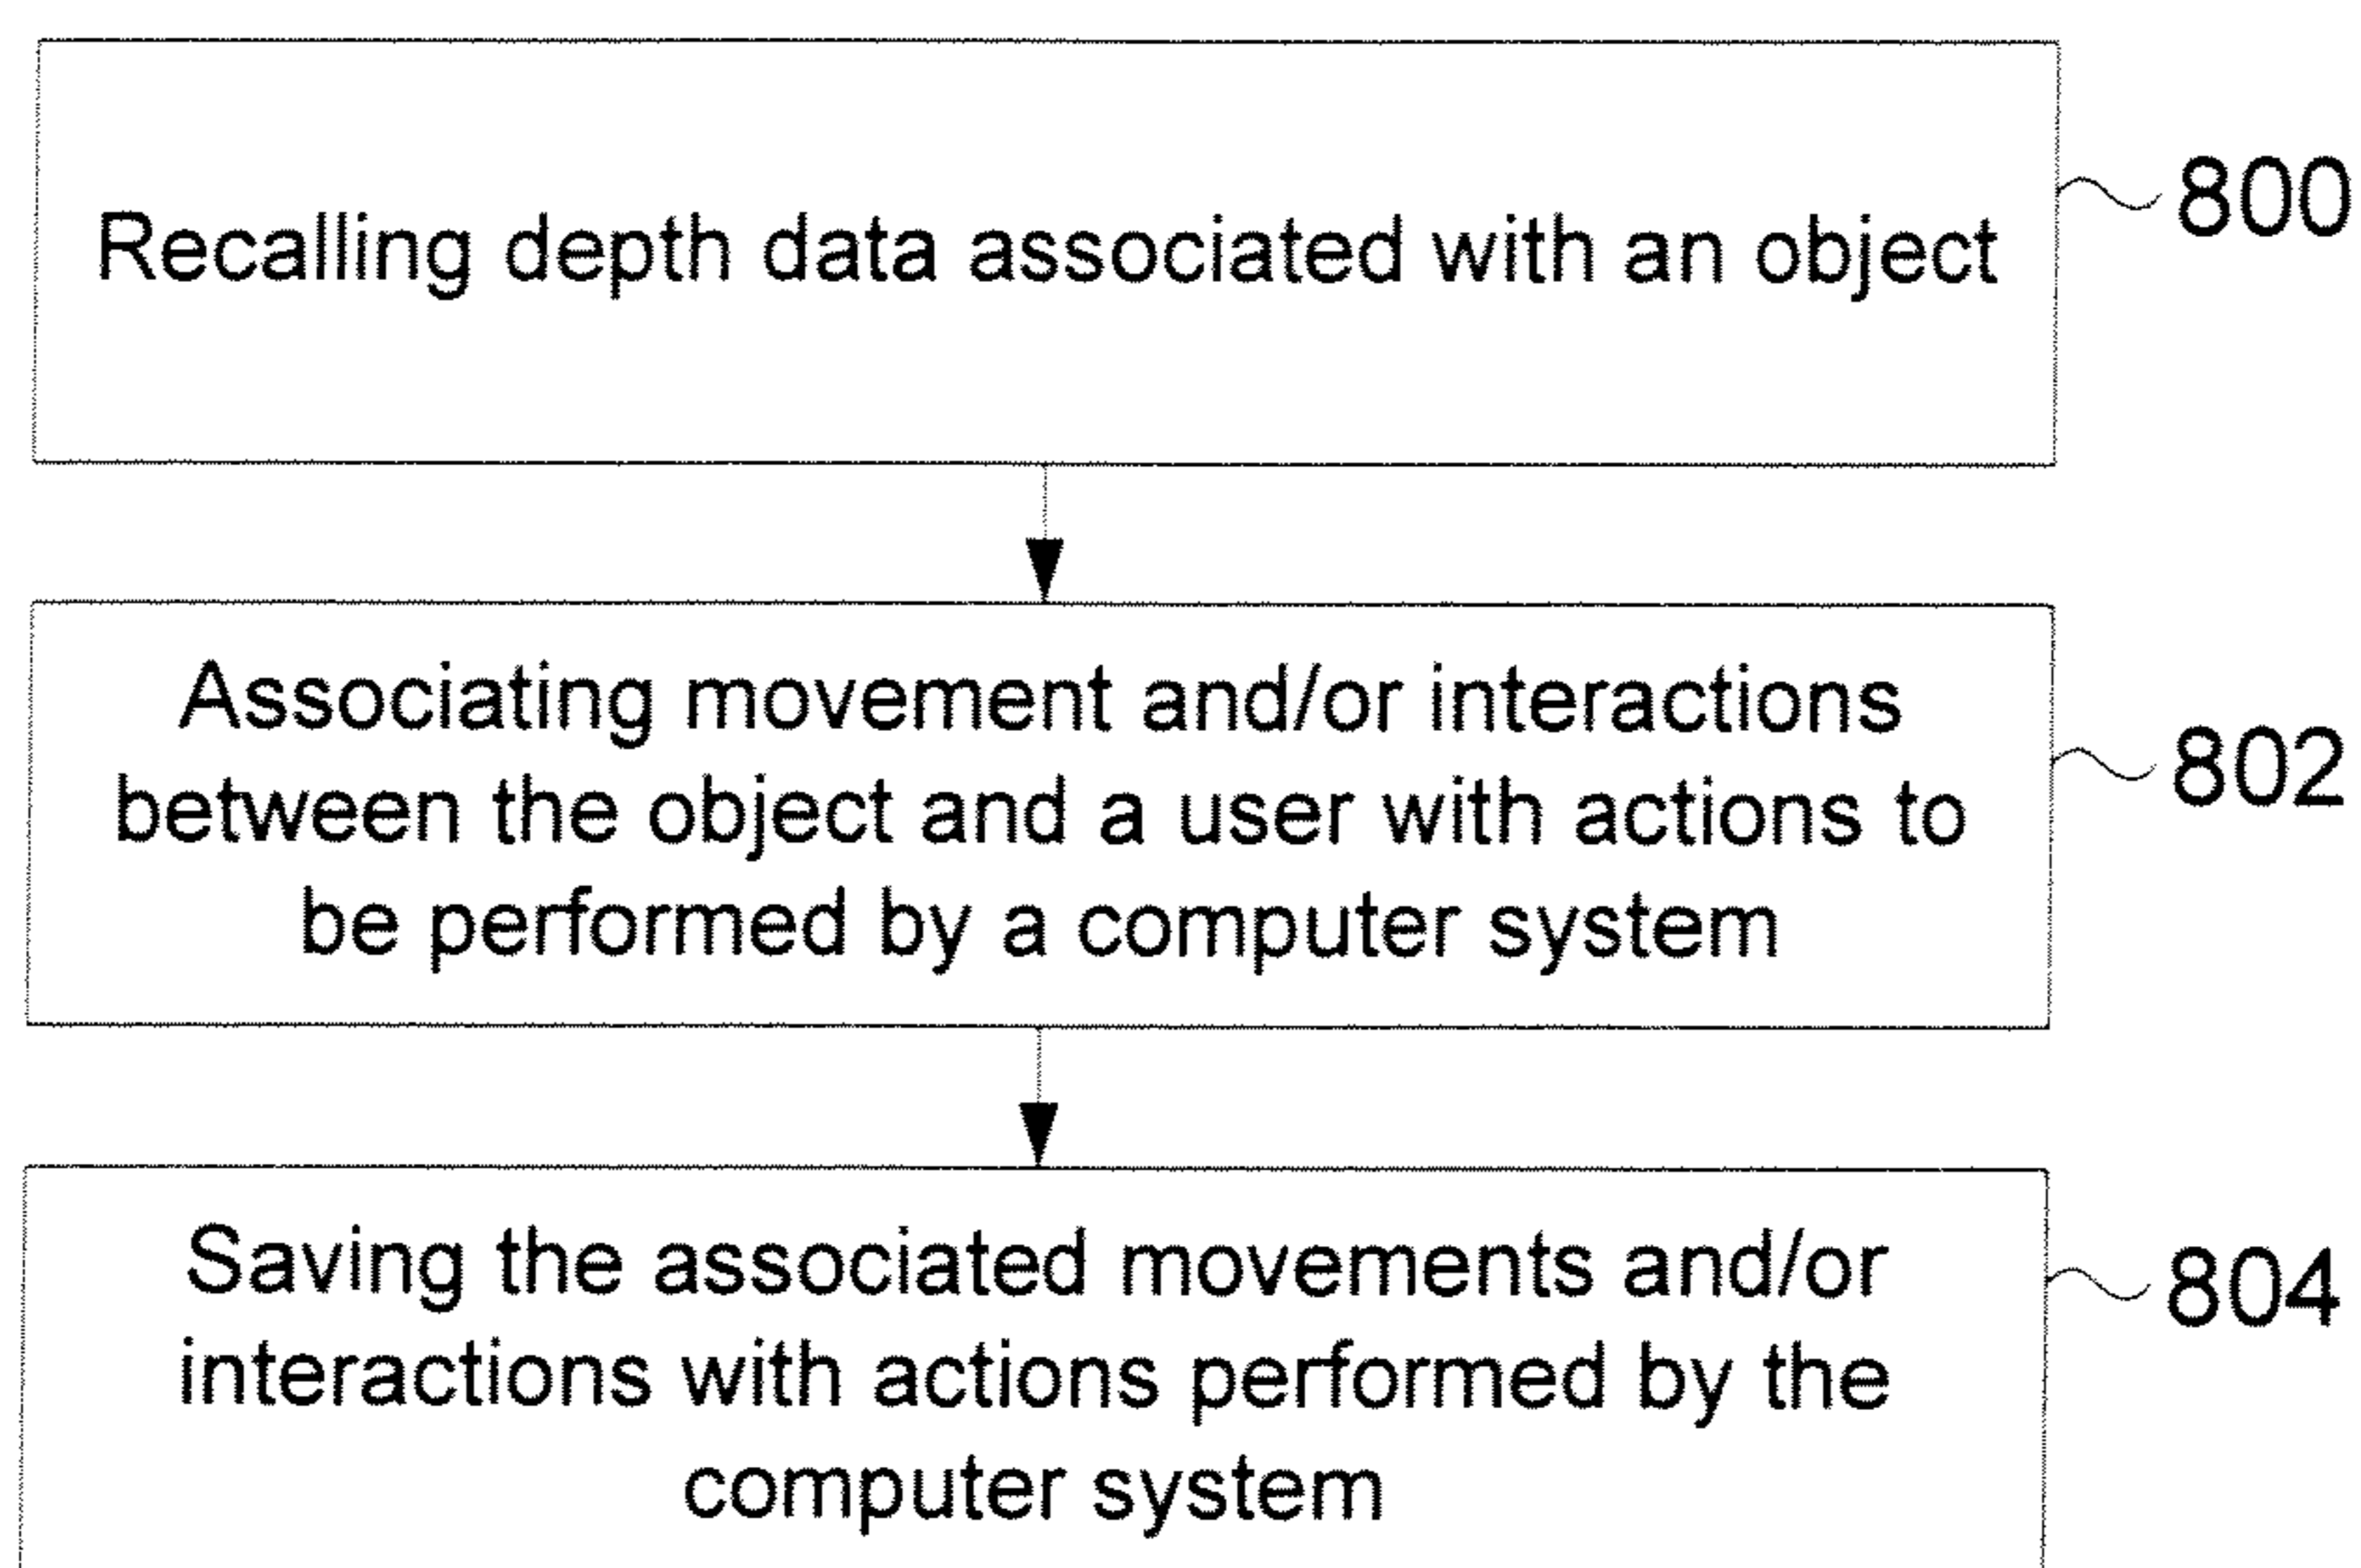 Recalling depth data associated with an object
800
Associating movement and/or interactions
between the object and a user with actions to
be performed by a computer system
802
Saving the associated movements and/or
interactions with actions performed by the
computer system
804